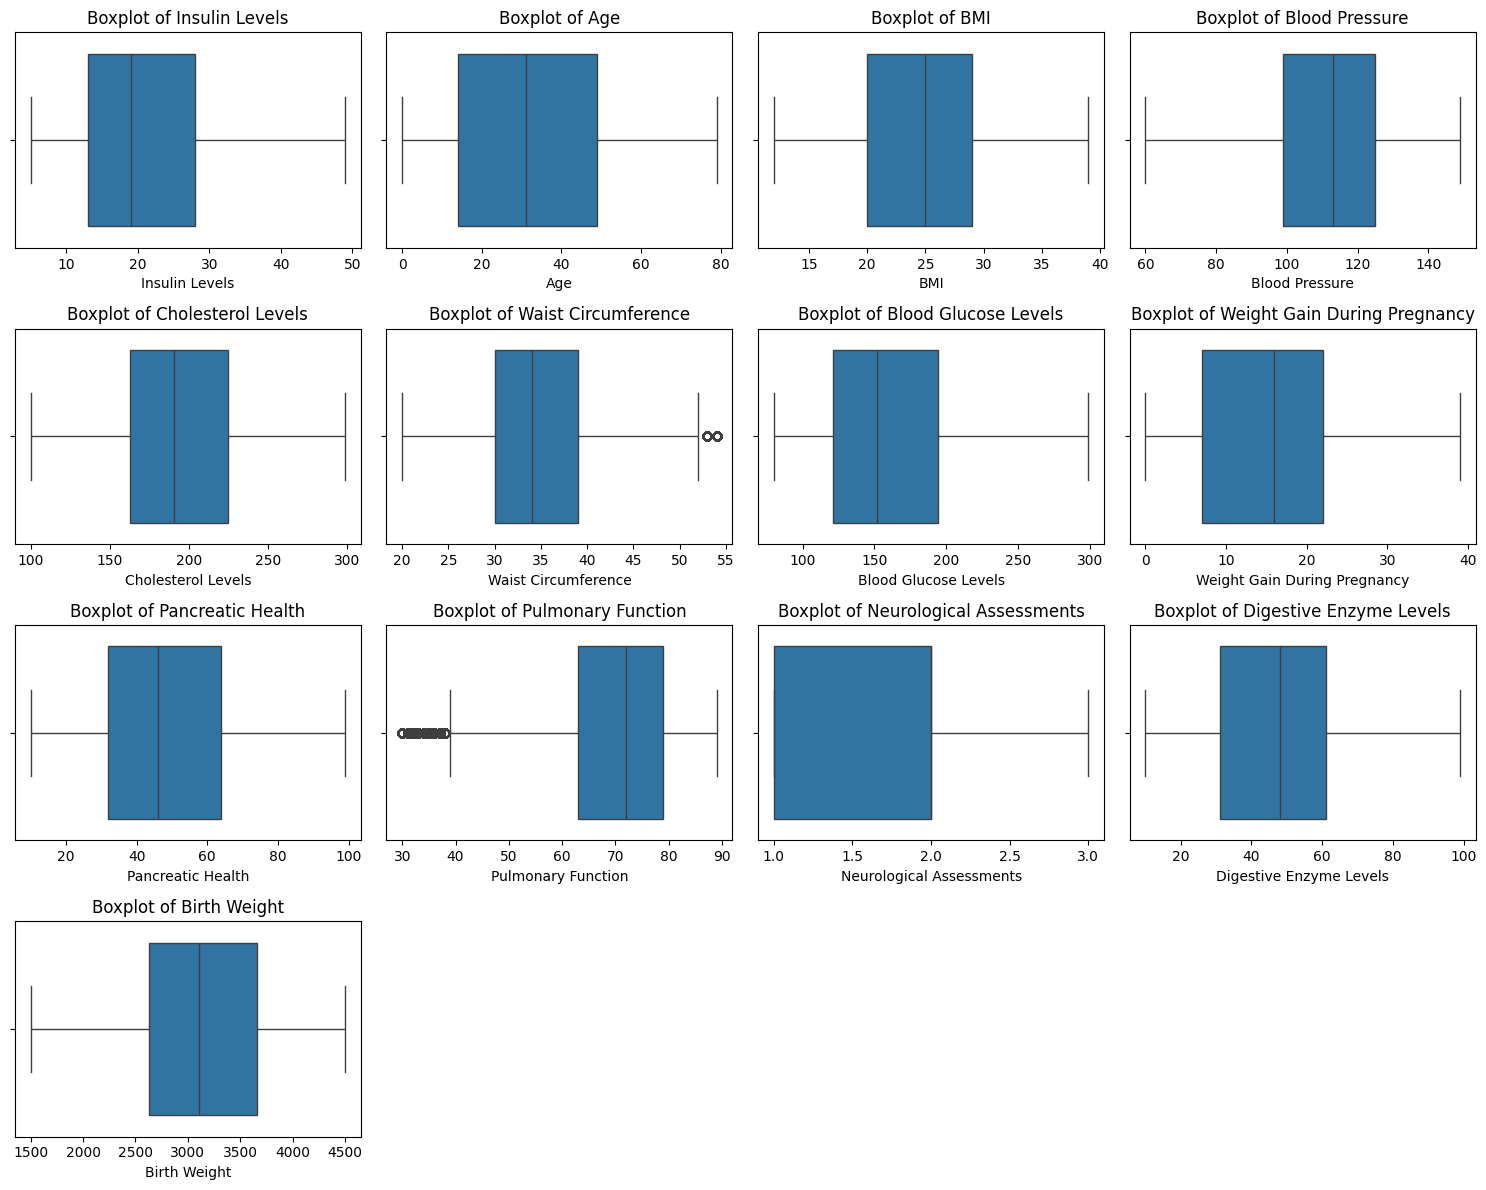 Boxplot of Insulin Levels
10 20 30 40 50
Insulin Levels
Boxplot of Age
0 20 40 60 80
Age
Boxplot of BMI
15 20 25 30 35 40
BMI
Boxplot of Blood Pressure
60 80 100 120 140
Blood Pressure
Boxplot of Cholesterol Levels
100 150 200 250 300
Cholesterol Levels
Boxplot of Waist Circumference
20 25 30 35 40 45 50 55
Waist Circumference
Boxplot of Blood Glucose Levels
100 150 200 250 300
Blood Glucose Levels
Boxplot of Weight Gain During Pregnancy
0 10 20 30 40
Weight Gain During Pregnancy
Boxplot of Pancreatic Health
20 40 60 80 100
Pancreatic Health
Boxplot of Pulmonary Function
30 40 50 60 70 80 90
Pulmonary Function
Boxplot of Neurological Assessments
1.0 1.5 2.0 2.5 3.0
Neurological Assessments
Boxplot of Digestive Enzyme Levels
20 40 60 80 100
Digestive Enzyme Levels
Boxplot of Birth Weight
1500 2000 2500 3000 3500 4000 4500
Birth Weight